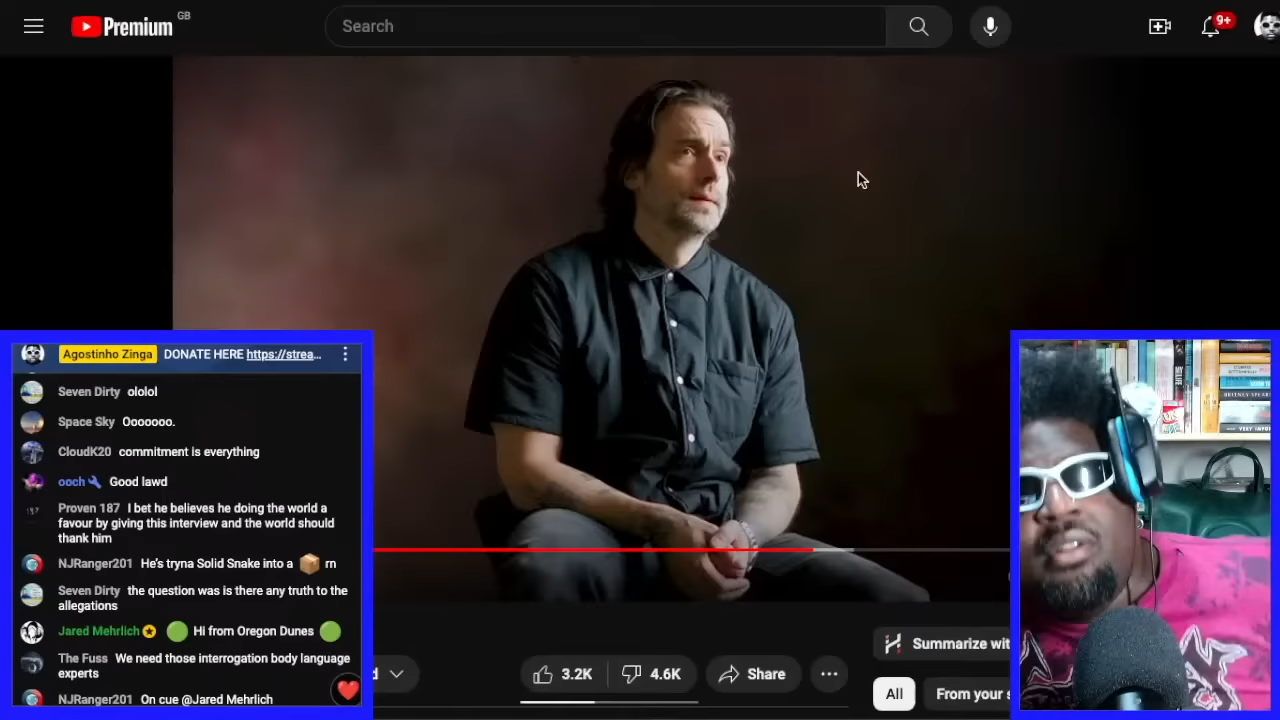 Premium GB
Search
9+
Agostinho Zinga DONATE HERE https://strea...
Seven Dirty ololol
Space Sky Ooooooo.
CloudK20 commitment is everything
ooch Good lawd
Proven 187 I bet he believes he doing the world a
favour by giving this interview and the world should
thank him
NJRanger201 He's tryna Solid Snake into a rn
Seven Dirty the question was is there any truth to the
allegations
Jared Mehrlich Hi from Oregon Dunes
The Fuss We need those interrogation body language
experts
NJRanger201 On cue @Jared Mehrlich
d
3.2K
4.6K
Share
Summarize wit
All
From your s
BRITNEY SPEAR